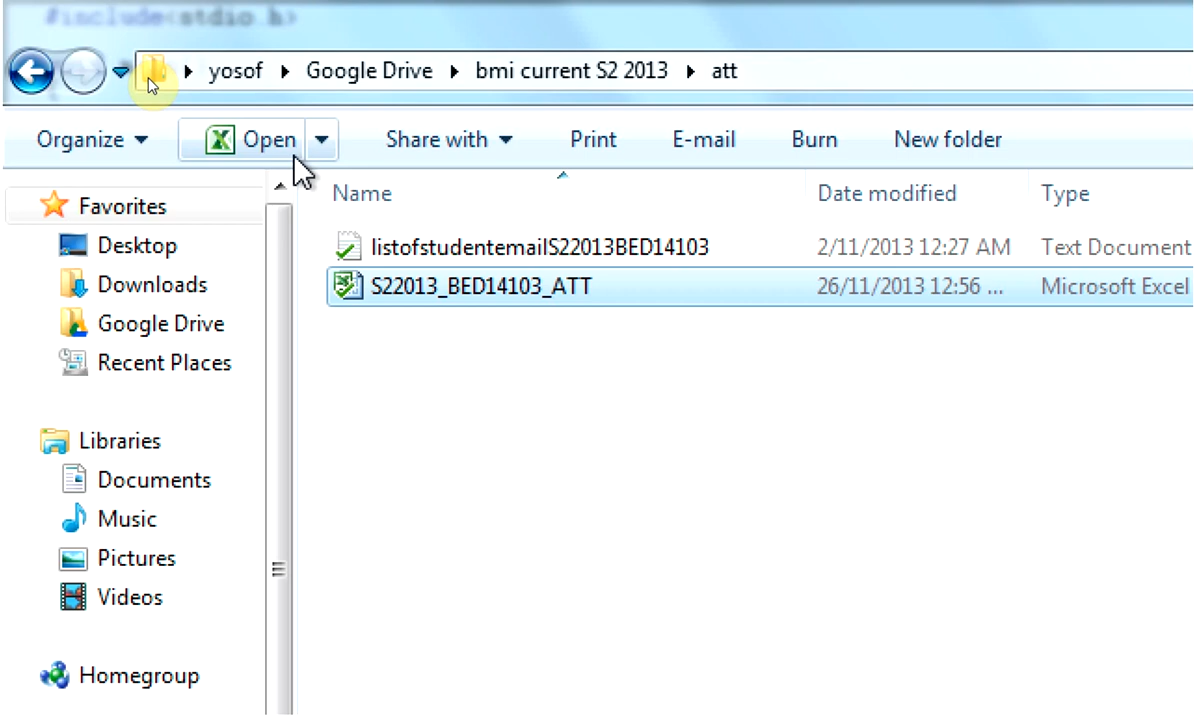 #include<stdio.h>
yosof Google Drive bmi current S2 2013 att
Organize Open Share with Print E-mail Burn New folder
Name Date modified Type
Favorites
listofstudentemailS22013BED14103 2/11/2013 12:27 AM Text Document
Desktop
S22013_BED14103_ATT 26/11/2013 12:56 ... Microsoft Excel
Downloads
Google Drive
Recent Places
Libraries
Documents
Music
Pictures
Videos
Homegroup